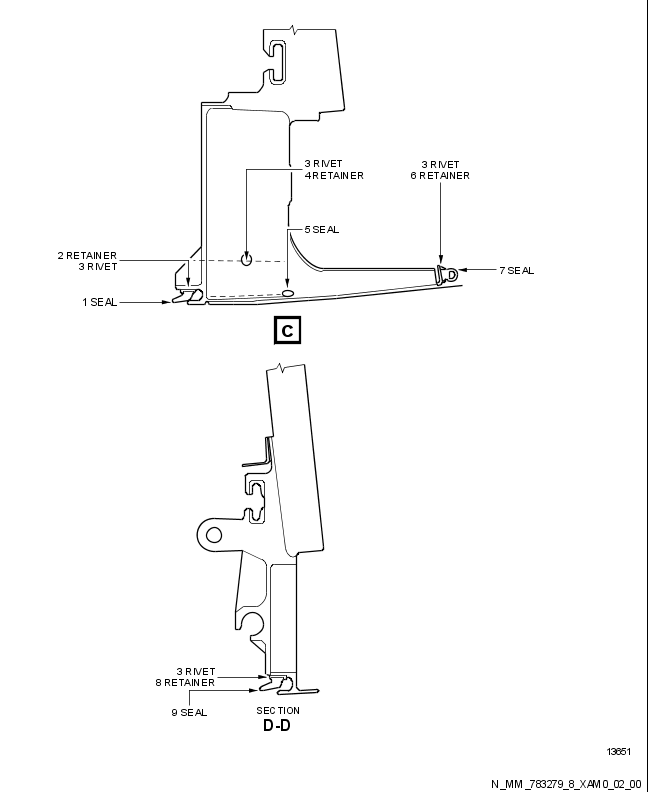 3 RIVET
4 RETAINER
3 RIVET
6 RETAINER
5 SEAL
2 RETAINER
3 RIVET
7 SEAL
1 SEAL
C
3 RIVET
8 RETAINER
9 SEAL
SECTION
D-D
13651
N_MM_783279_8_XAM0_02_00